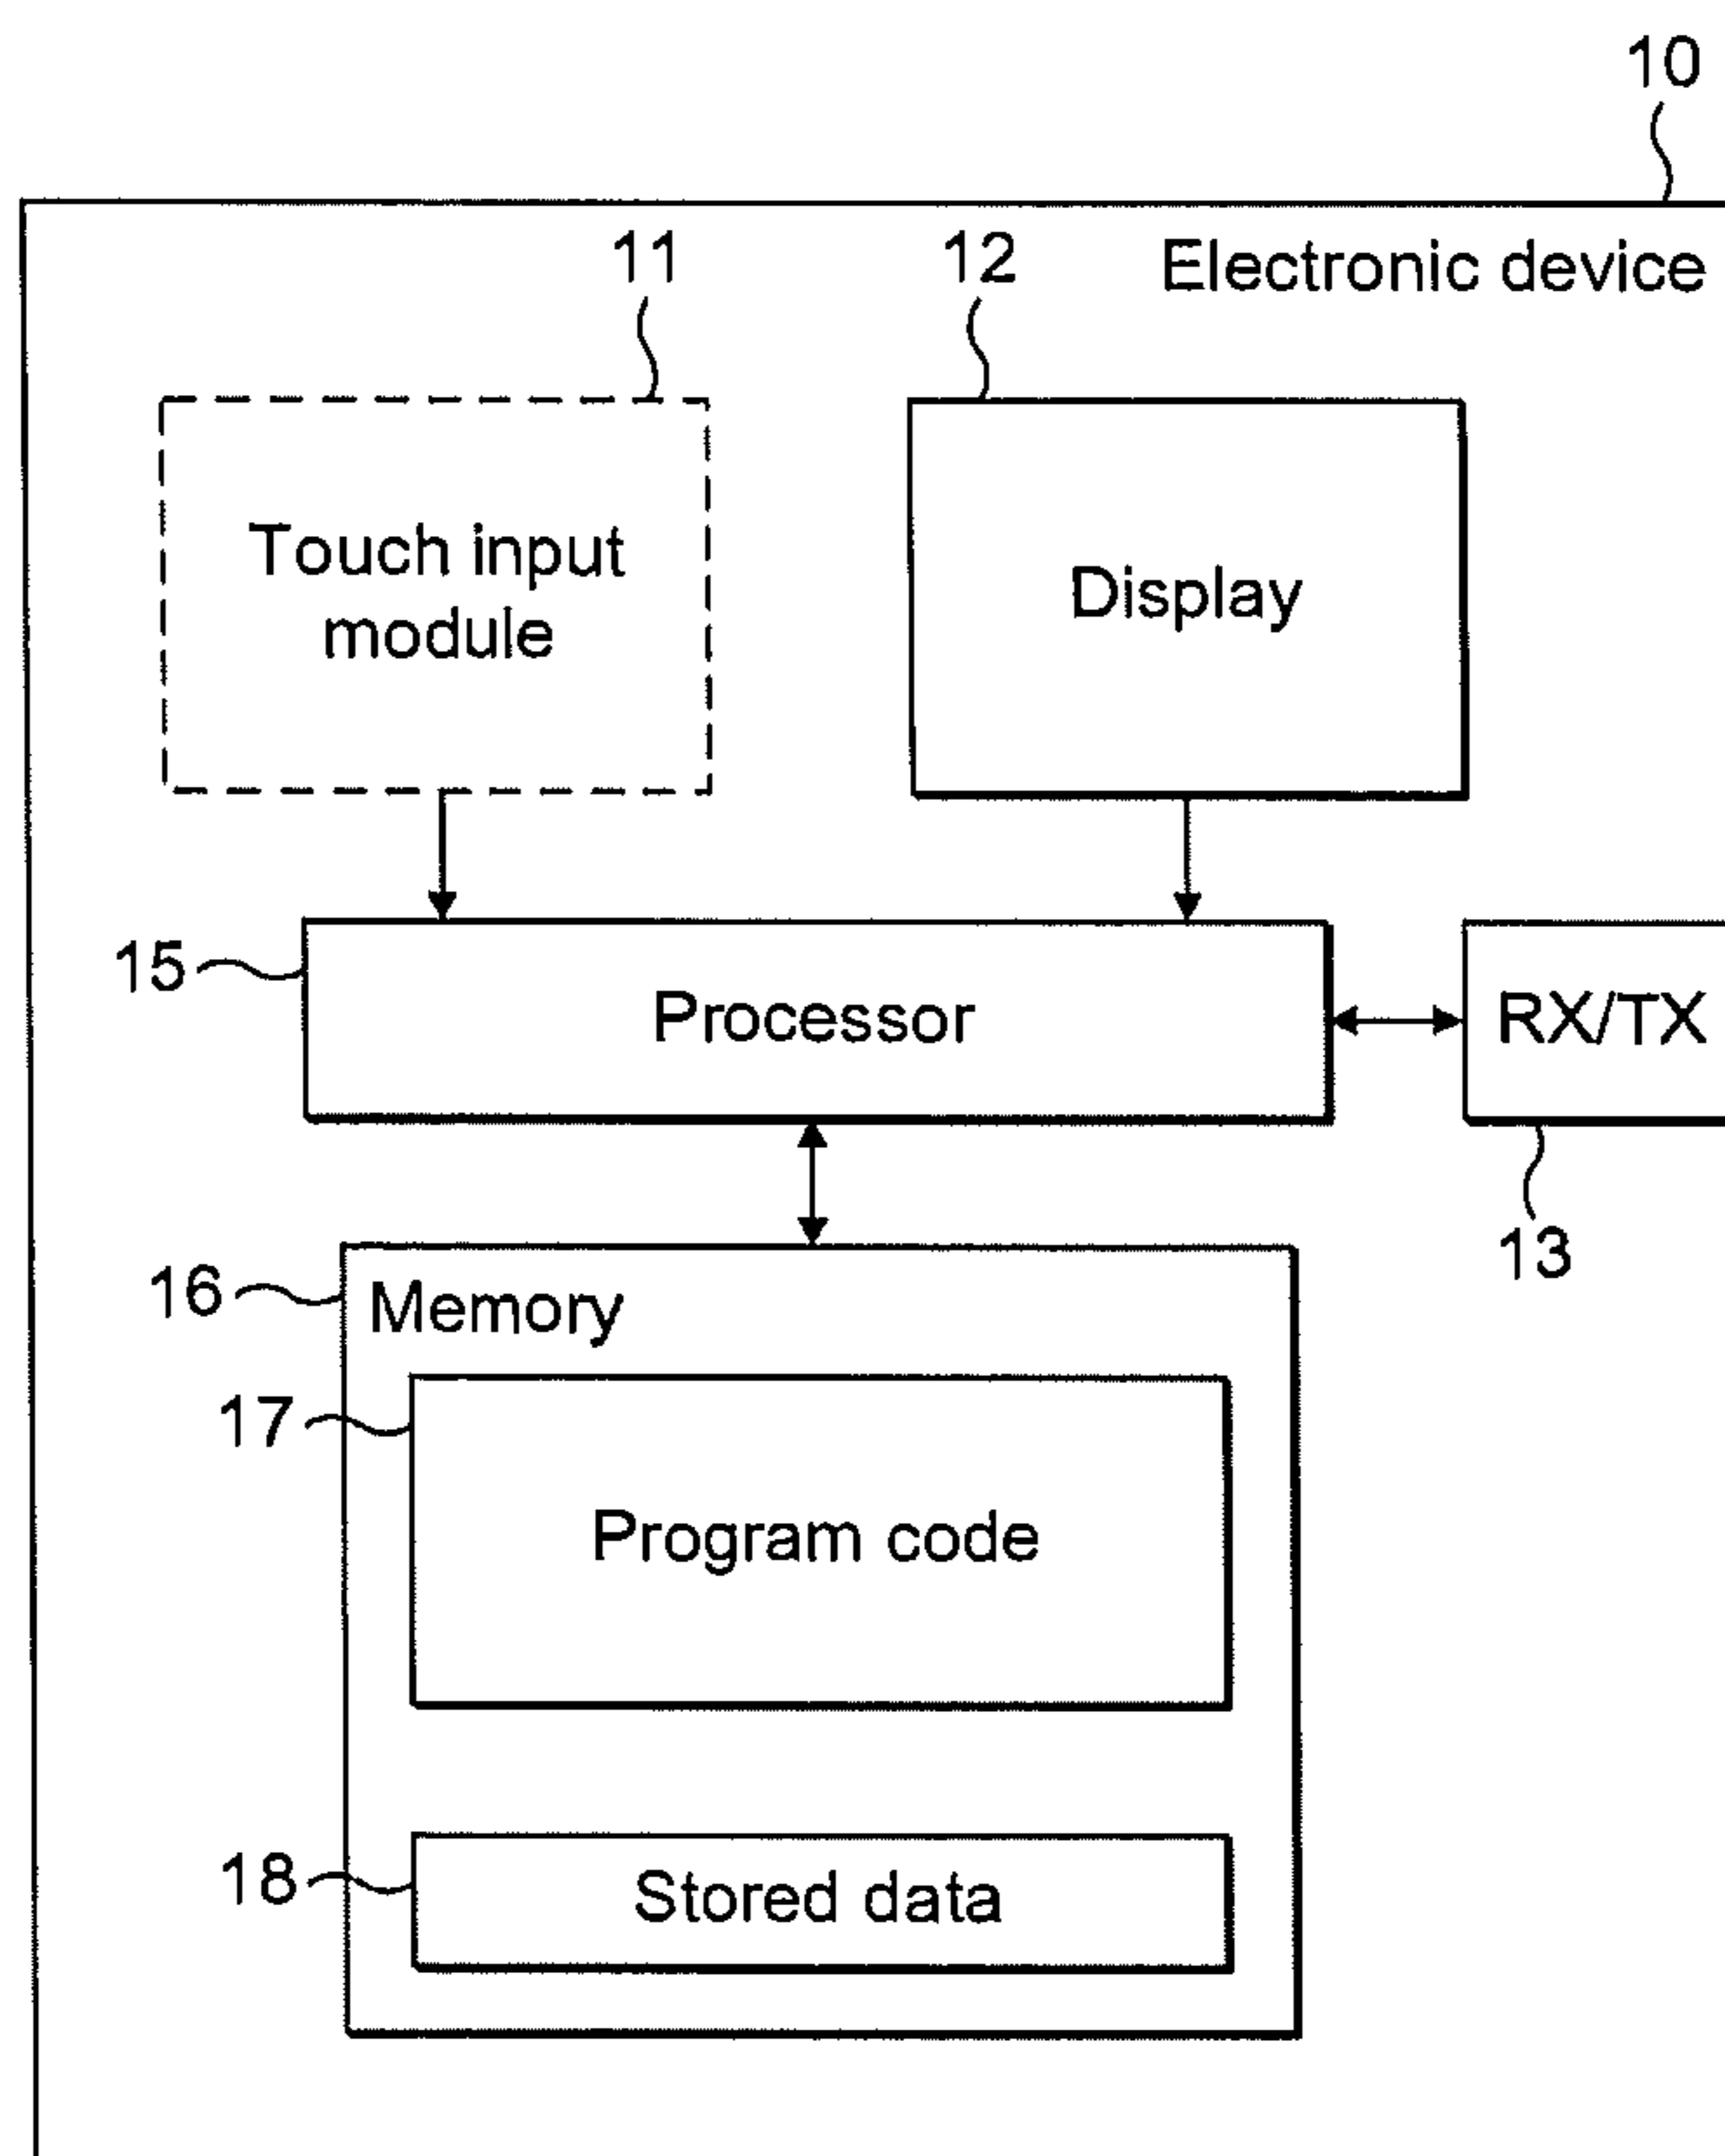 10
11
12
Electronic device
Touch input
module
Display
15
Processor
RX/TX
13
16
Memory
17
Program code
18
Stored data